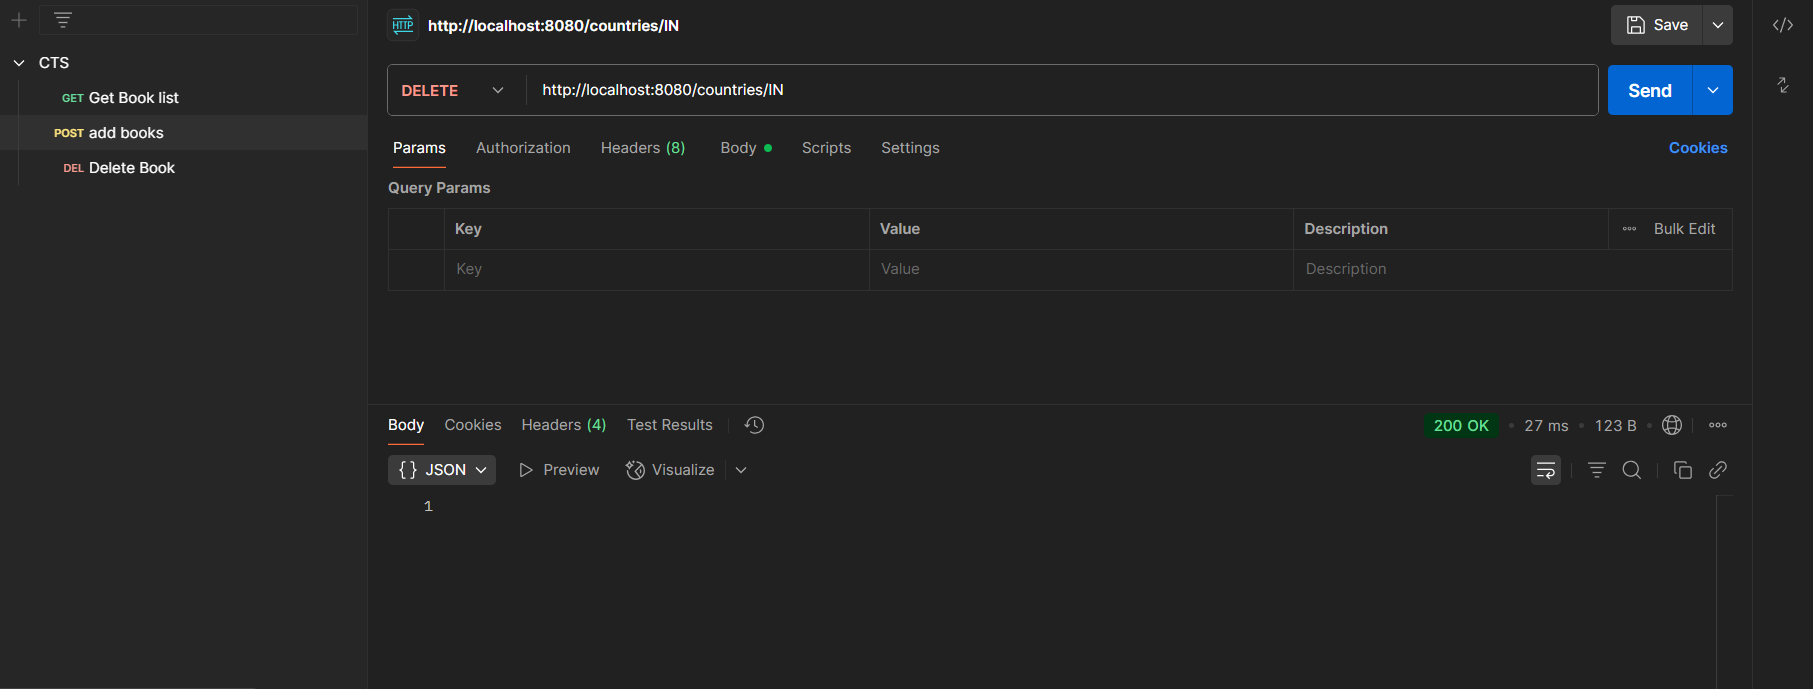 CTS
GET Get Book list
POST add books
DEL Delete Book
HTTP http://localhost:8080/countries/IN
Save
DELETE http://localhost:8080/countries/IN
Send
Params Authorization Headers (8) Body Scripts Settings Cookies
Query Params
Key Value Description Bulk Edit
Key Value Description
Body Cookies Headers (4) Test Results 200 OK 27 ms 123 B
{} JSON Preview Visualize
1